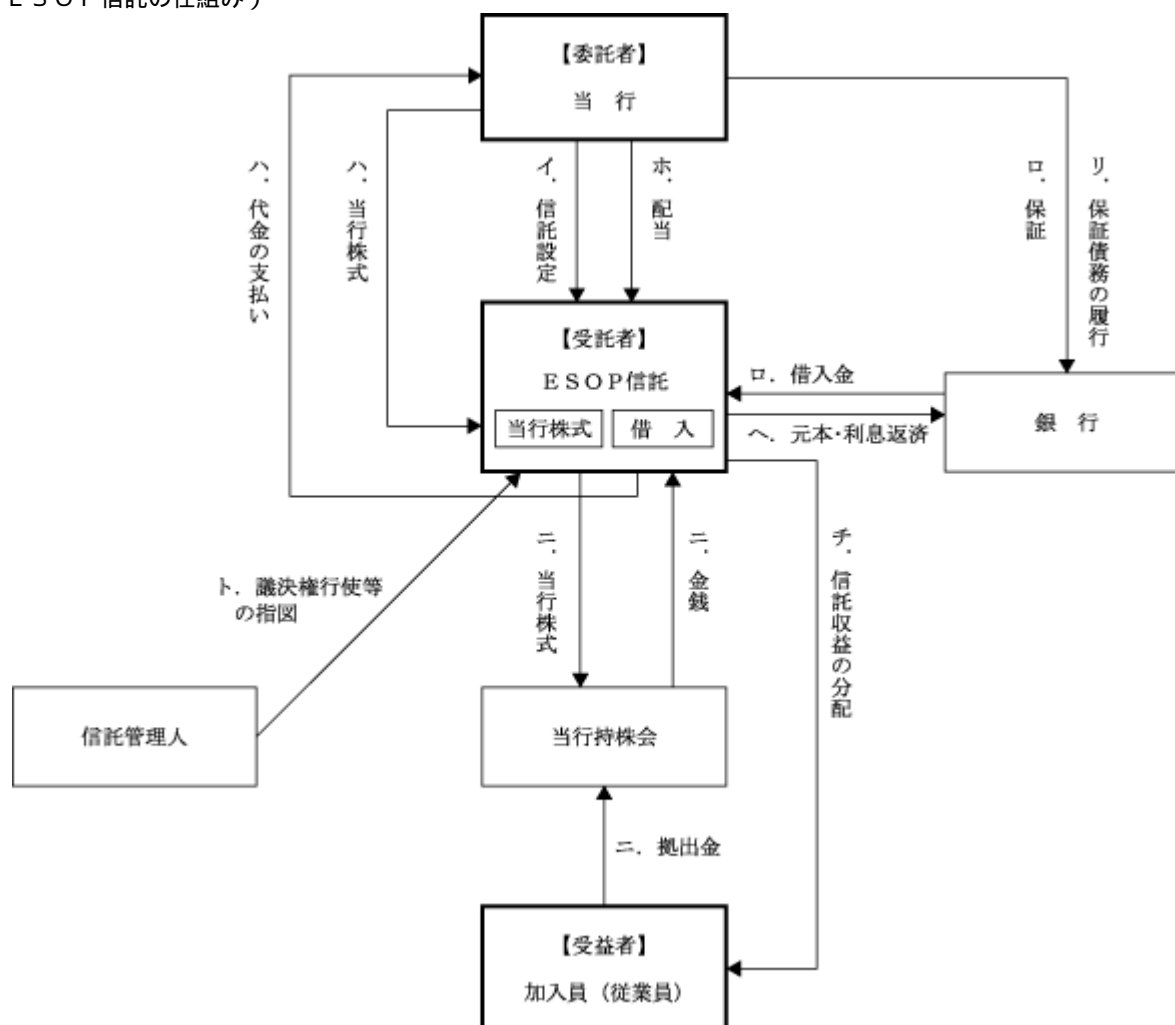 ESOP信託の仕組み)
【委託者】
当 行
ハ．代金の支払い
ハ．当行株式
イ．信託設定
ホ．配当
ロ．保証
リ．保証債務の履行
【受託者】
ESOP信託
当行株式
借 入
ロ．借入金
ヘ．元本・利息返済
銀 行
ト．議決権行使等
の指図
ニ．当行株式
ニ．金銭
チ．信託収益の分配
信託管理人
当行持株会
ニ．拠出金
【受益者】
加入員（従業員）